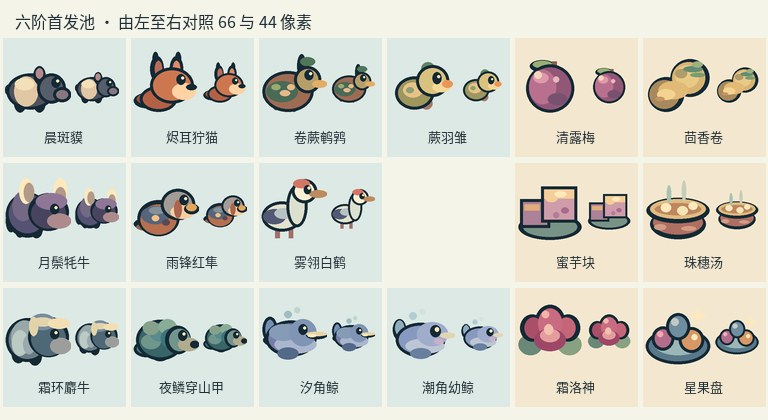 六阶首发池 · 由左至右对照 66 与 44 像素
晨斑貘 烬耳狞猫 卷蕨鹌鹑 蕨羽雏 清露梅 茴香卷
月鬃牦牛 雨锋红隼 雾翎白鹤 蜜芋块 珠穗汤
霜环麝牛 夜鳞穿山甲 汐角鲸 潮角幼鲸 霜洛神 星果盘